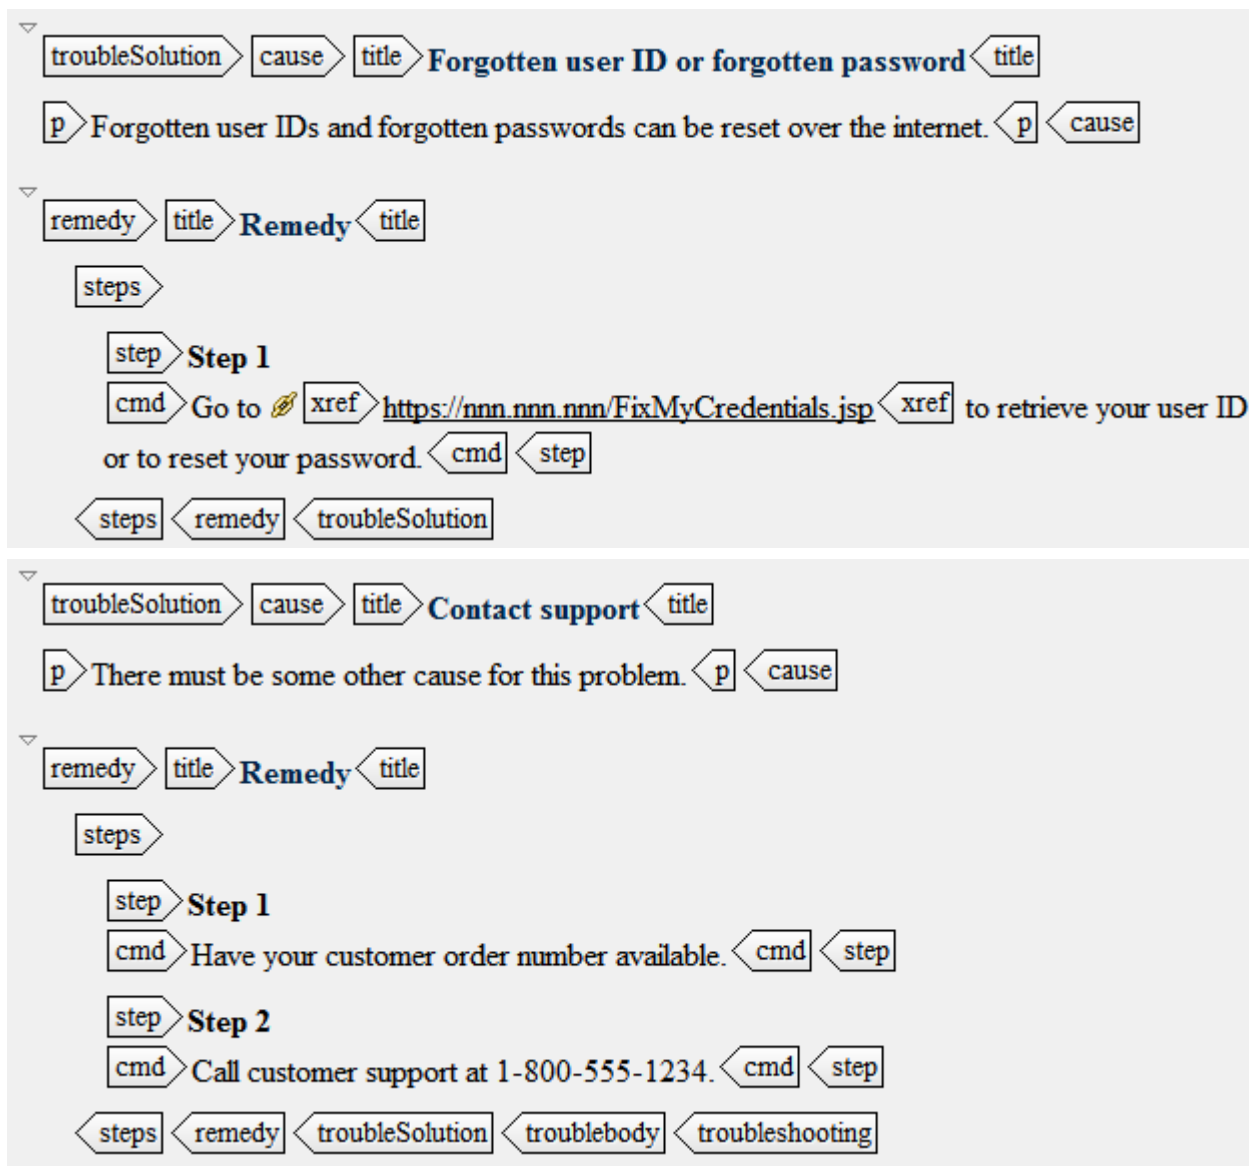 troubleSolution cause title Forgotten user ID or forgotten password title
p Forgotten user IDs and forgotten passwords can be reset over the internet. p cause
remedy title Remedy title
steps
step Step 1
cmd Go to xref https://nnn.nnn.nnn/FixMyCredentials.jsp xref to retrieve your user ID
or to reset your password. cmd step
steps remedy troubleSolution
troubleSolution cause title Contact support title
p There must be some other cause for this problem. p cause
remedy title Remedy title
steps
step Step 1
cmd Have your customer order number available. cmd step
step Step 2
cmd Call customer support at 1-800-555-1234. cmd step
steps remedy troubleSolution troublebody troubleshooting